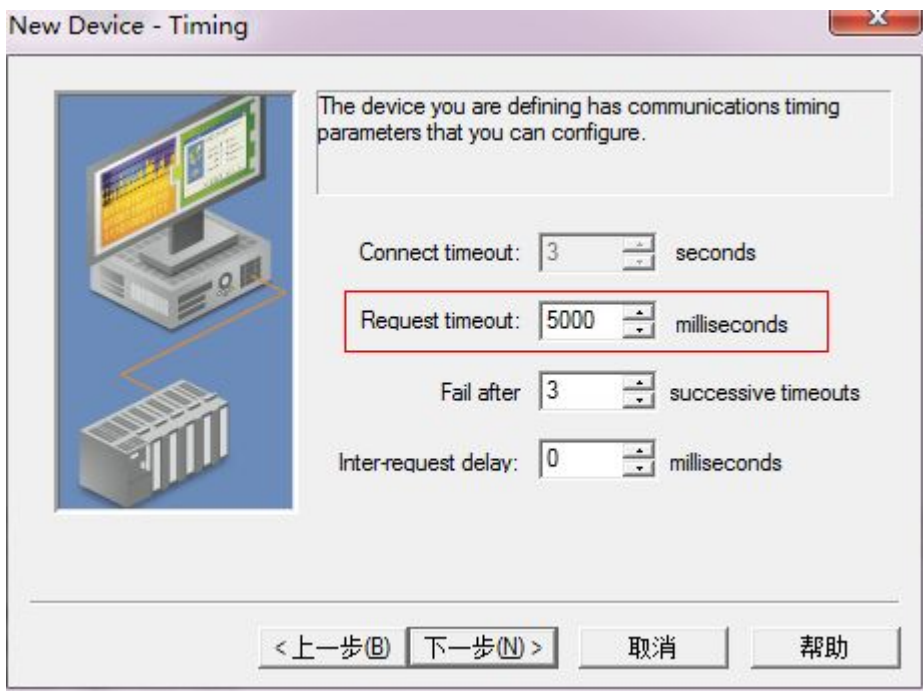 New Device - Timing
The device you are defining has communications timing
parameters that you can configure.
Connect timeout: 3 seconds
Request timeout: 5000 milliseconds
Fail after 3 successive timeouts
Inter-request delay: 0 milliseconds
<上一步(B) 下一步(N)> 取消 帮助